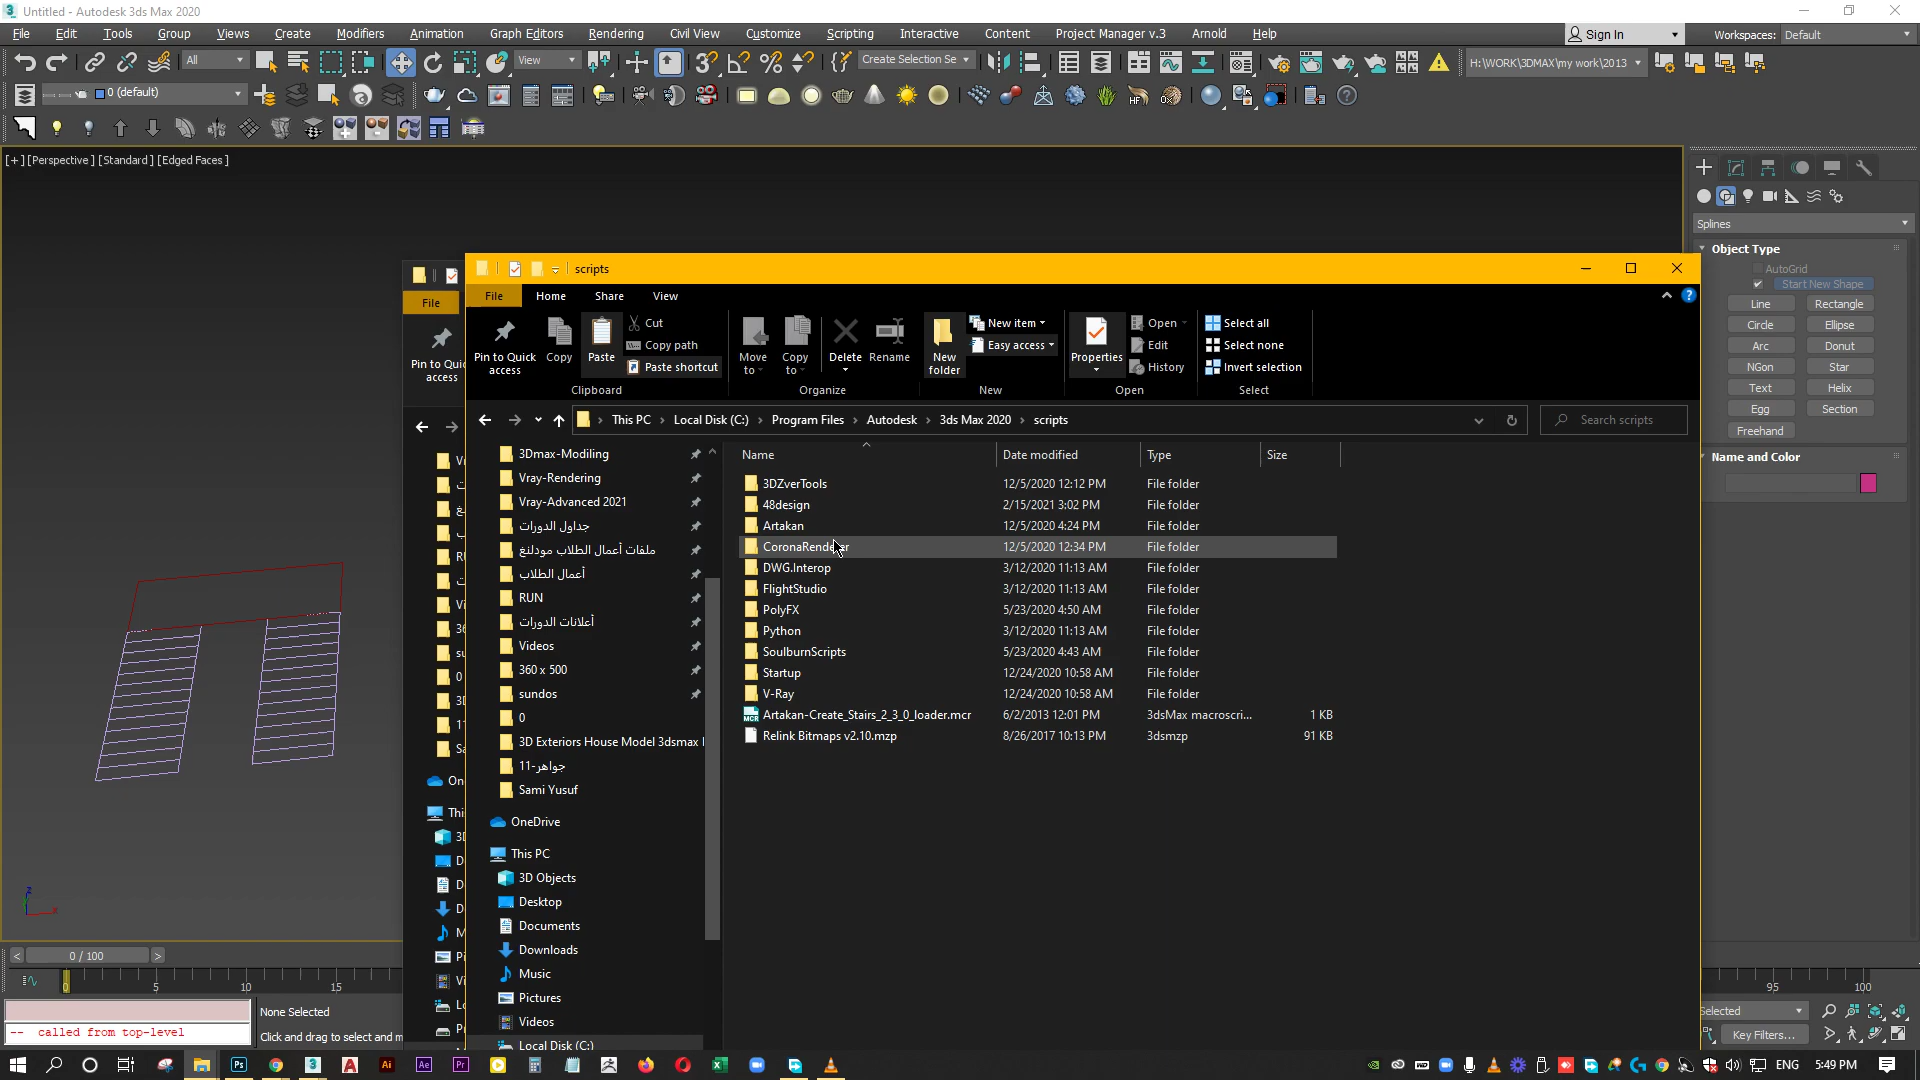 Untitled - Autodesk 3ds Max 2020
File Edit Tools Group Views Create Modifiers Animation Graph Editors Rendering Civil View Customize Scripting Interactive Content Project Manager v.3 Arnold Help Sign In Workspaces: Default
All View Create Selection Se H:\WORK\3DMAX\my work\2013
0 (default)
[+] [Perspective] [Standard] [Edged Faces]
Splines
Object Type
AutoGrid
Start New Shape
Line Rectangle
Circle Ellipse
Arc Donut
NGon Star
Text Helix
Egg Section
Freehand
Name and Color
File
Pin to Quic
access
scripts
File Home Share View
Pin to Quick
access
Copy
Paste
Cut
Copy path
Paste shortcut
Clipboard
Move
to
Copy
to
Delete
Rename
Organize
New
folder
New item
Easy access
New
Properties
Open
Edit
History
Open
Select all
Select none
Invert selection
Select
This PC Local Disk (C:) Program Files Autodesk 3ds Max 2020 scripts
Search scripts
3Dmax-Modiling
Vray-Rendering
Vray-Advanced 2021
جداول الدورات
ملفات أعمال الطلاب مودلنغ
أعمال الطلاب
RUN
أعلانات الدورات
Videos
360 x 500
sundos
0
3D Exteriors House Model 3dsmax
جواهر-11
Sami Yusuf
OneDrive
This PC
3D Objects
Desktop
Documents
Downloads
Music
Pictures
Videos
Local Disk (C:)
Name Date modified Type Size
3DZverTools 12/5/2020 12:12 PM File folder
48design 2/15/2021 3:02 PM File folder
Artakan 12/5/2020 4:24 PM File folder
CoronaRenderer 12/5/2020 12:34 PM File folder
DWG.Interop 3/12/2020 11:13 AM File folder
FlightStudio 3/12/2020 11:13 AM File folder
PolyFX 5/23/2020 4:50 AM File folder
Python 3/12/2020 11:13 AM File folder
SoulburnScripts 5/23/2020 4:43 AM File folder
Startup 12/24/2020 10:58 AM File folder
V-Ray 12/24/2020 10:58 AM File folder
Artakan-Create_Stairs_2_3_0_loader.mcr 6/2/2013 12:01 PM 3dsMax macroscri... 1 KB
Relink Bitmaps v2.10.mzp 8/26/2017 10:13 PM 3dsmzp 91 KB
z
x
< 0 / 100 >
0 5 10 15 95 100
-- called from top-level
None Selected
Click and drag to select and m
Selected
Key Filters...
ENG 5:49 PM